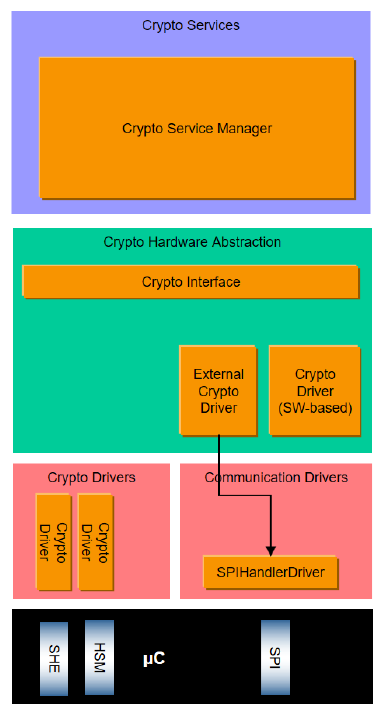 Crypto Services
Crypto Service Manager
Crypto Hardware Abstraction
Crypto Interface
External
Crypto
Driver
Crypto
Driver
(SW-based)
Crypto Drivers
Communication Drivers
Crypto
Driver
Crypto
Driver
SPIHandlerDriver
SHE
HSM
µC
SPI